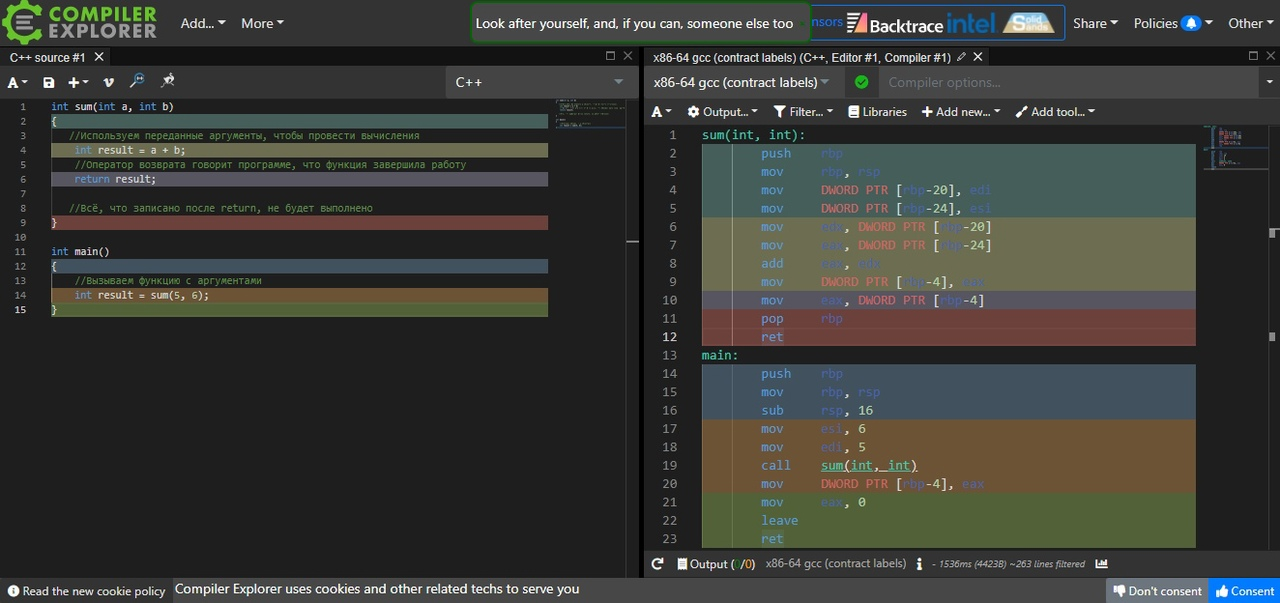 COMPILER
EXPLORER
Add...
More
Look after yourself, and, if you can, someone else too
nsors
Backtrace
intel
Solid
Sands
Share
Policies
Other
C++ source #1
A
C++
1 int sum(int a, int b)
2 {
3 //Используем переданные аргументы, чтобы провести вычисления
4 int result = a + b;
5 //Оператор возврата говорит программе, что функция завершила работу
6 return result;
7
8 //Всё, что записано после return, не будет выполнено
9 }
10
11 int main()
12 {
13 //Вызываем функцию с аргументами
14 int result = sum(5, 6);
15 }
x86-64 gcc (contract labels) (C++, Editor #1, Compiler #1)
x86-64 gcc (contract labels)
Compiler options...
A Output... Filter... Libraries Add new... Add tool...
1 sum(int, int):
2 push rbp
3 mov rbp, rsp
4 mov DWORD PTR [rbp-20], edi
5 mov DWORD PTR [rbp-24], esi
6 mov edx, DWORD PTR [rbp-20]
7 mov eax, DWORD PTR [rbp-24]
8 add eax, edx
9 mov DWORD PTR [rbp-4], eax
10 mov eax, DWORD PTR [rbp-4]
11 pop rbp
12 ret
13 main:
14 push rbp
15 mov rbp, rsp
16 sub rsp, 16
17 mov esi, 6
18 mov edi, 5
19 call sum(int, int)
20 mov DWORD PTR [rbp-4], eax
21 mov eax, 0
22 leave
23 ret
Output (0/0) x86-64 gcc (contract labels) - 1536ms (4423B) ~263 lines filtered
Read the new cookie policy
Compiler Explorer uses cookies and other related techs to serve you
Don't consent
Consent